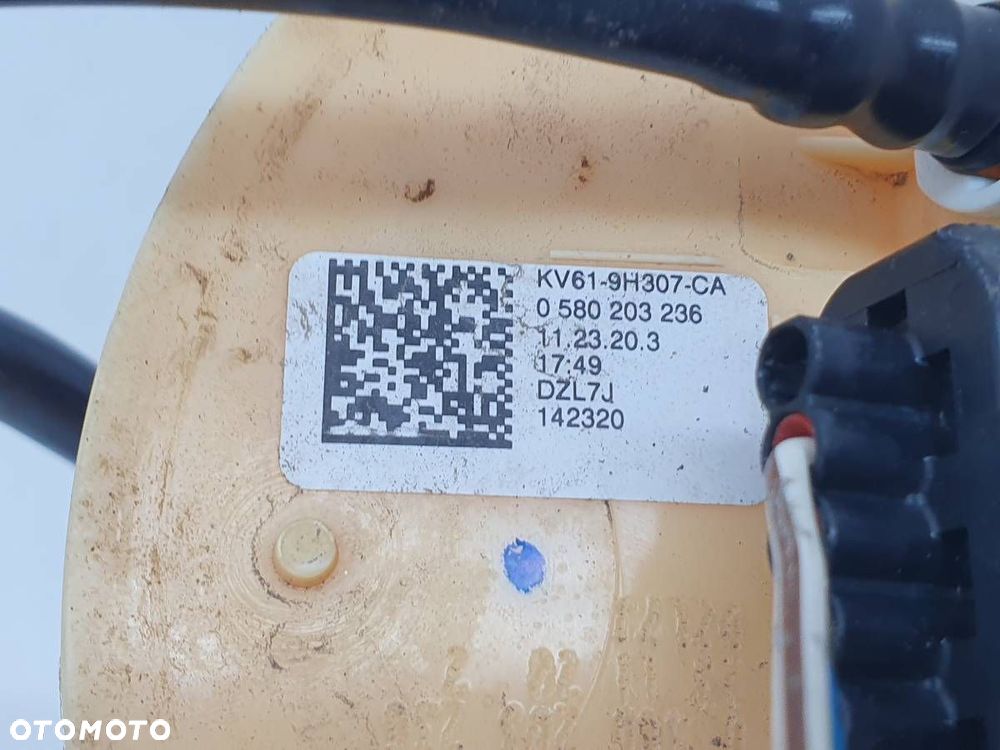 KV61-9H307-CA
0 580 203 236
11.23.20.3
17:49
DZL7J
142320
OTOMOTO